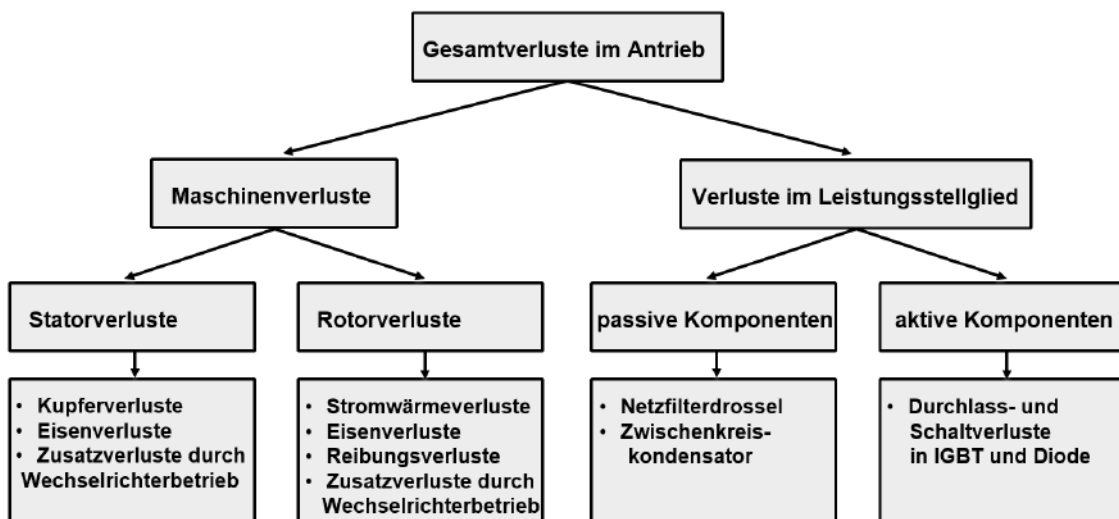 Gesamtverluste im Antrieb
Maschinenverluste
Verluste im Leistungsstellglied
Statorverluste
Rotorverluste
passive Komponenten
aktive Komponenten
• Kupferverluste
• Eisenverluste
• Zusatzverluste durch
Wechselrichterbetrieb
• Stromwärmeverluste
• Eisenverluste
• Reibungsverluste
• Zusatzverluste durch
Wechselrichterbetrieb
• Netzfilterdrossel
• Zwischenkreis-
kondensator
• Durchlass- und
Schaltverluste
in IGBT und Diode